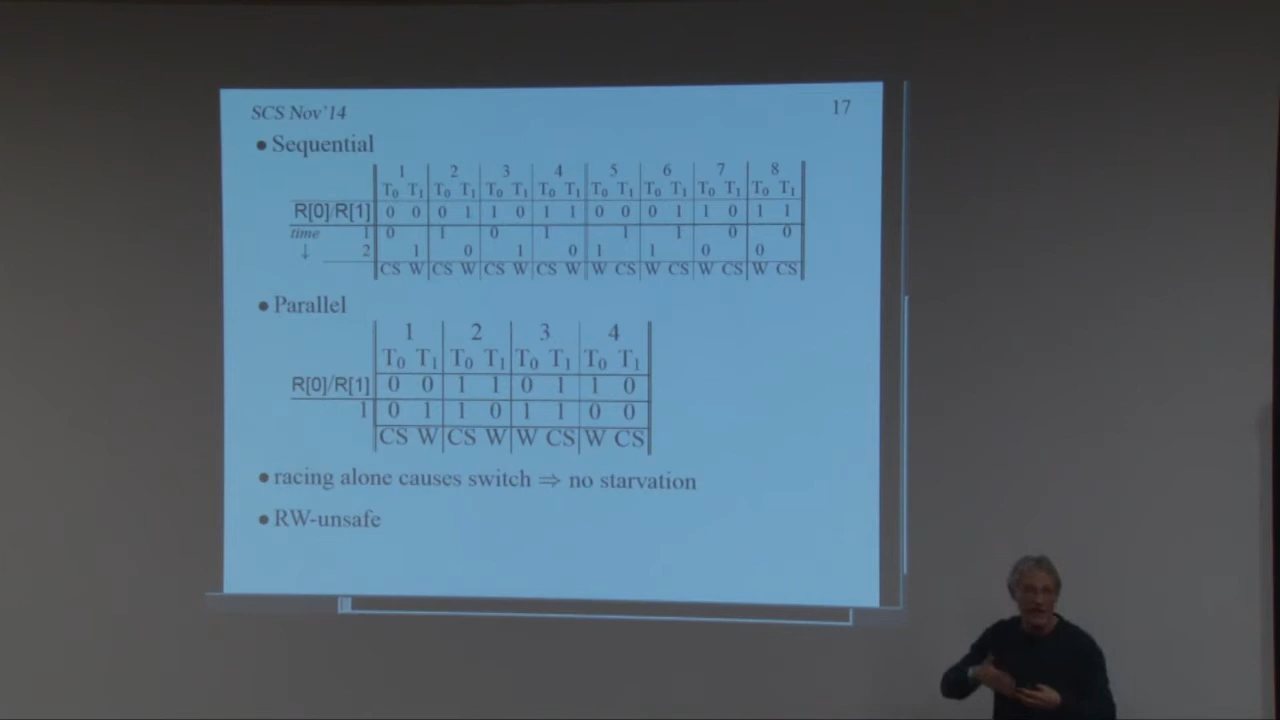 SCS Nov'14 17
• Sequential
1 2 3 4 5 6 7 8
T₀ T₁ T₀ T₁ T₀ T₁ T₀ T₁ T₀ T₁ T₀ T₁ T₀ T₁ T₀ T₁
R[0]/R[1] 0 0 0 1 1 0 1 1 0 0 0 1 1 0 1 1
time 1 0 1 0 1 1 1 0 0
↓ 2 1 0 1 0 1 1 0 0
CS W CS W CS W CS W W CS W CS W CS W CS
• Parallel
1 2 3 4
T₀ T₁ T₀ T₁ T₀ T₁ T₀ T₁
R[0]/R[1] 0 0 1 1 0 1 1 0
1 0 1 1 0 1 1 0 0
CS W CS W W CS W CS
• racing alone causes switch ⇒ no starvation
• RW-unsafe